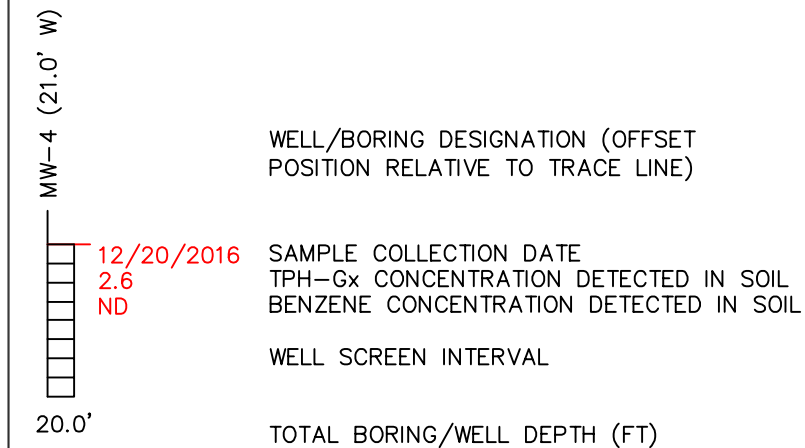 MW-4 (21.0' W)
WELL/BORING DESIGNATION (OFFSET
POSITION RELATIVE TO TRACE LINE)
12/20/2016 SAMPLE COLLECTION DATE
2.6 TPH-Gx CONCENTRATION DETECTED IN SOIL
ND BENZENE CONCENTRATION DETECTED IN SOIL
WELL SCREEN INTERVAL
20.0' TOTAL BORING/WELL DEPTH (FT)